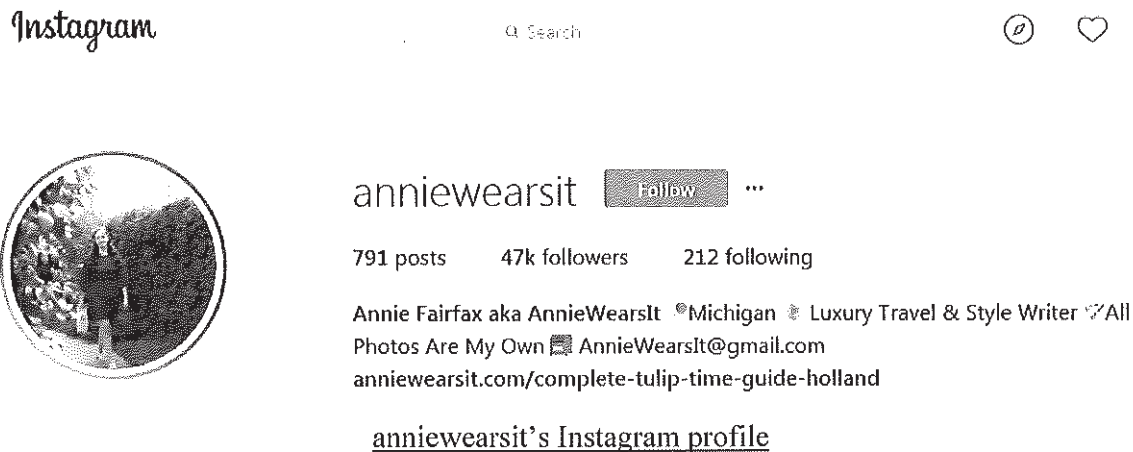 Instagram
Search
anniewearsit Follow ...
791 posts 47k followers 212 following
Annie Fairfax aka AnnieWearsIt Michigan Luxury Travel & Style Writer All
Photos Are My Own AnnieWearsIt@gmail.com
anniewearsit.com/complete-tulip-time-guide-holland
anniewearsit’s Instagram profile